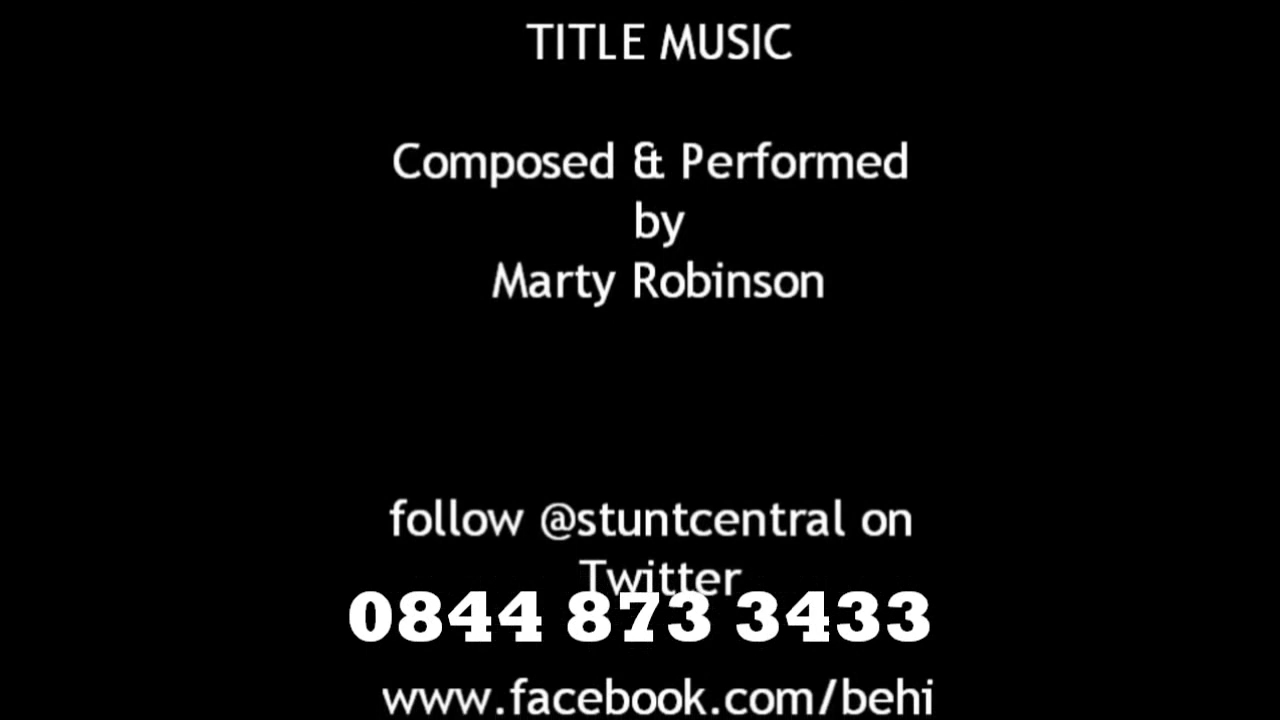 TITLE MUSIC
Composed & Performed
by
Marty Robinson
follow @stuntcentral on
Twitter
0844 873 3433
www.facebook.com/behi